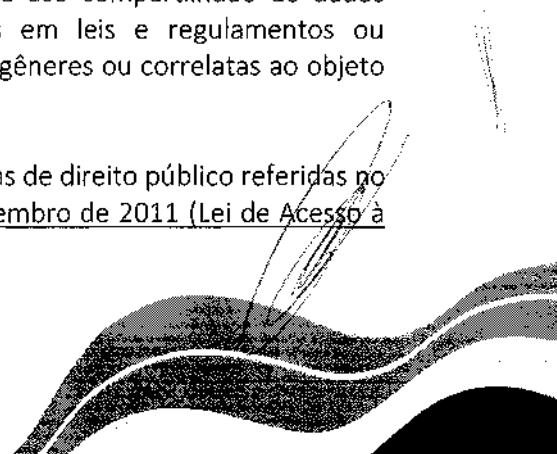 em leis e regulamentos ou
gêneres ou correlatas ao objeto
as de direito público referidas no
embro de 2011 (Lei de Acesso à